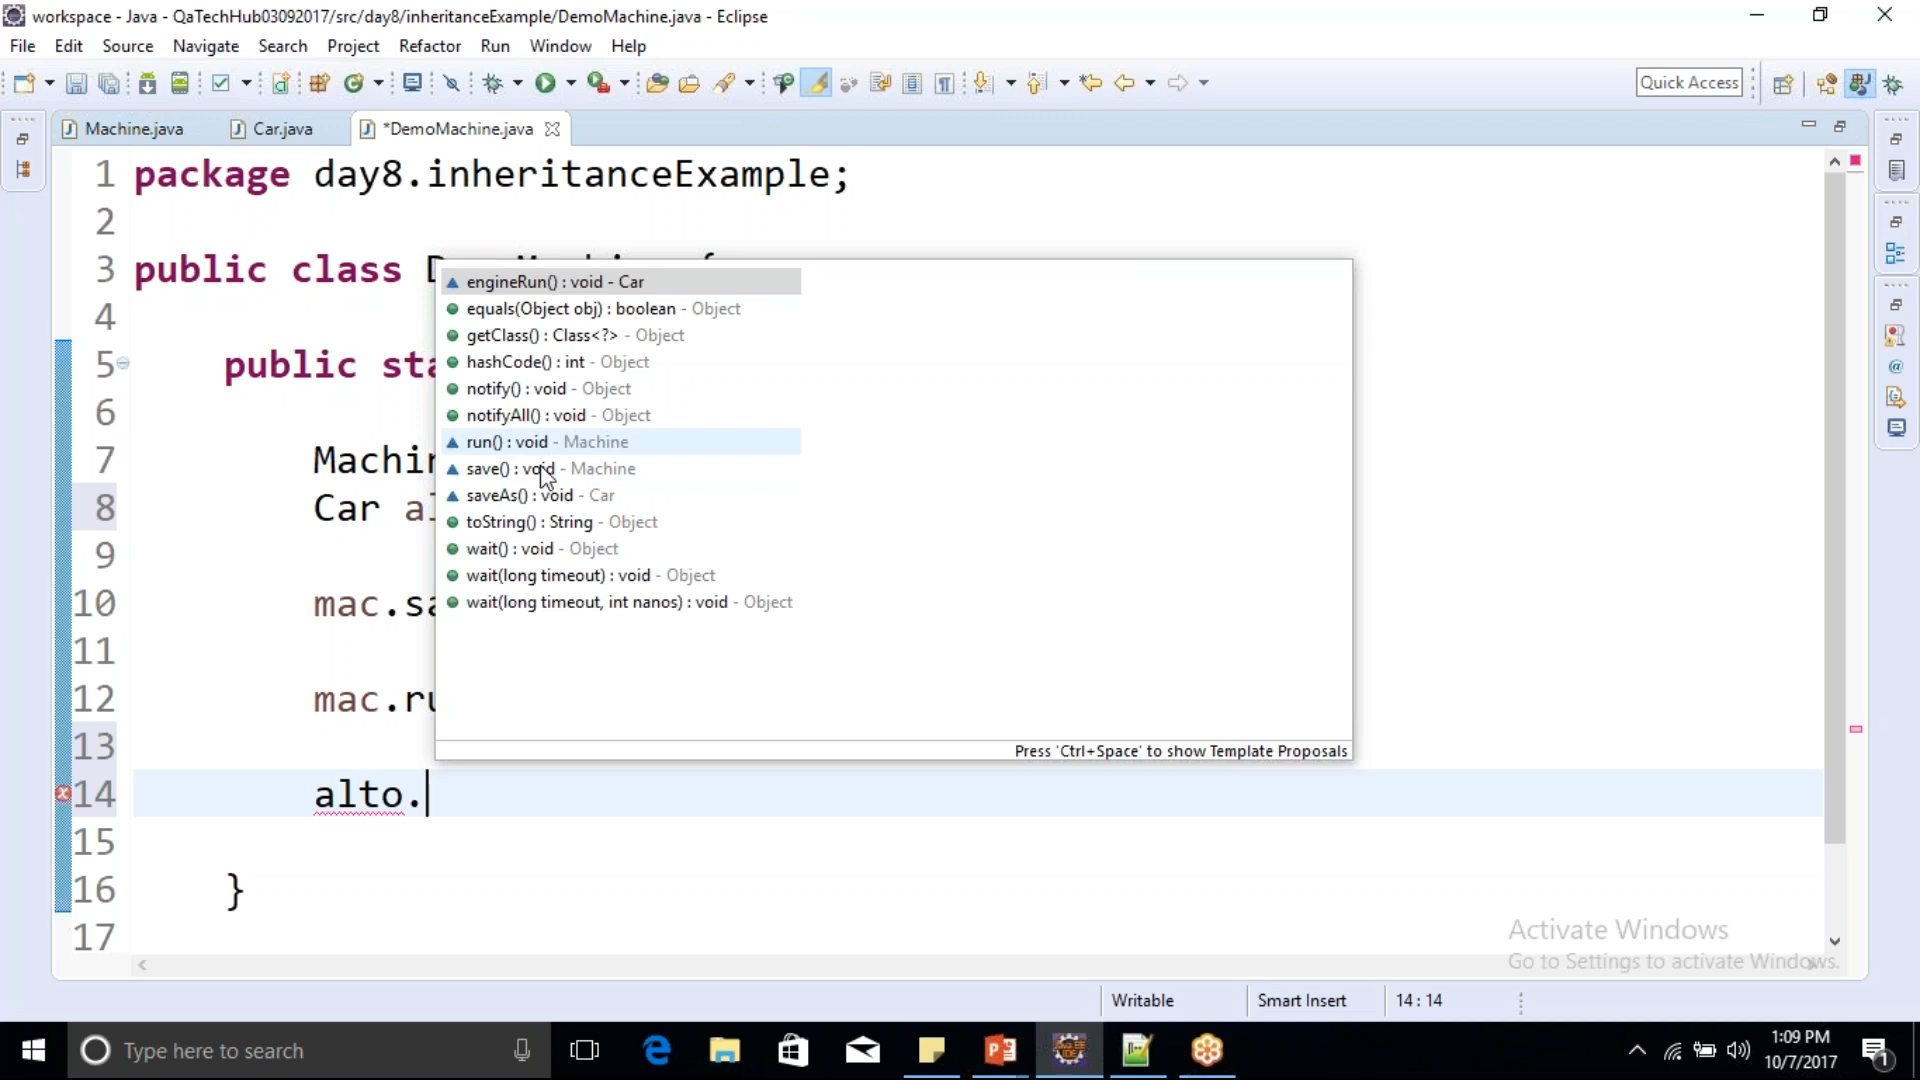 workspace - Java - QaTechHub03092017/src/day8/inheritanceExample/DemoMachine.java - Eclipse
File Edit Source Navigate Search Project Refactor Run Window Help
Quick Access
Machine.java Car.java *DemoMachine.java
1 package day8.inheritanceExample;
2
3 public class
engineRun() : void - Car
equals(Object obj) : boolean - Object
4
getClass() : Class<?> - Object
5 public sta
hashCode() : int - Object
notify() : void - Object
6
notifyAll() : void - Object
run() : void - Machine
7 Machin
save() : void - Machine
saveAs() : void - Car
8 Car al
toString() : String - Object
wait() : void - Object
9
wait(long timeout) : void - Object
10 mac.sa
wait(long timeout, int nanos) : void - Object
11
12 mac.ru
13
Press 'Ctrl+Space' to show Template Proposals
14 alto.
15
16 }
17
Activate Windows
Go to Settings to activate Windows.
Writable Smart Insert 14 : 14
Type here to search
1:09 PM
10/7/2017
1